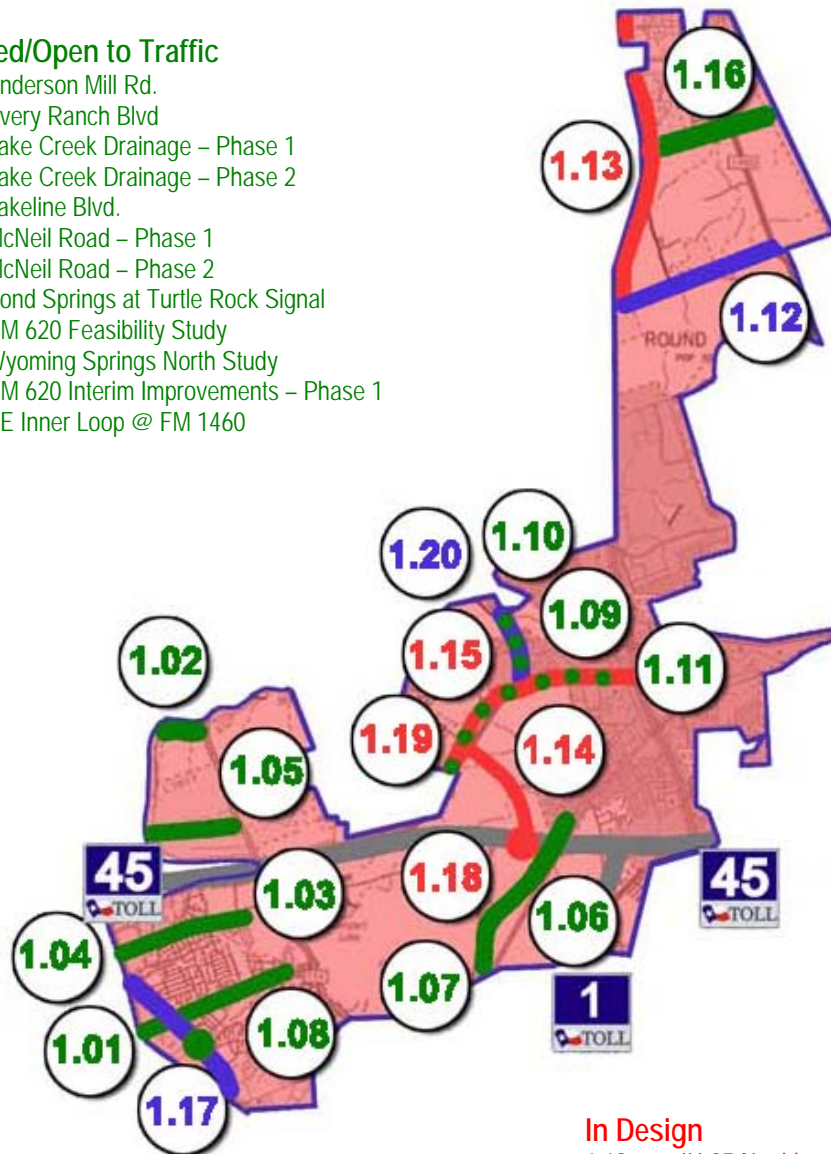 ed/Open to Traffic
nderson Mill Rd.
very Ranch Blvd
ake Creek Drainage – Phase 1
ake Creek Drainage – Phase 2
akeline Blvd.
cNeil Road – Phase 1
cNeil Road – Phase 2
ond Springs at Turtle Rock Signal
M 620 Feasibility Study
yoming Springs North Study
M 620 Interim Improvements – Phase 1
E Inner Loop @ FM 1460
1.16
1.13
1.12
ROUND
1.20
1.10
1.09
1.15
1.11
1.02
1.19
1.14
1.05
45
TOLL
1.03
1.18
45
TOLL
1.06
1.04
1.07
1
TOLL
1.01
1.08
1.17
In Design